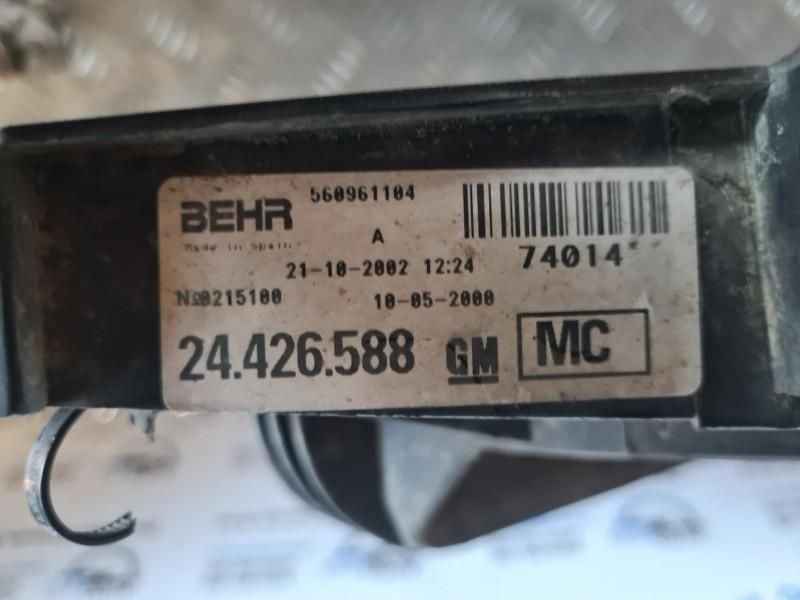 BEHR 560961104
Made in Spain A
21-10-2002 12:24 74014*
№0215100 10-05-2000
24.426.588 GM MC